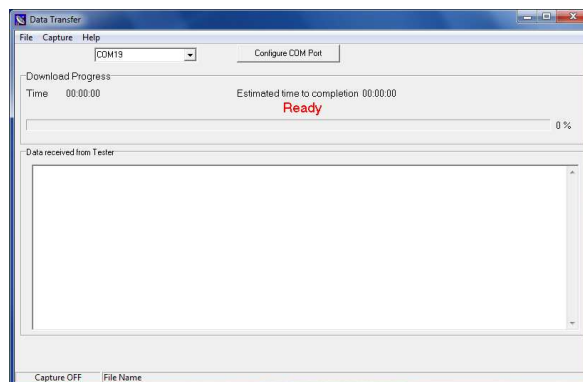 Data Transfer
File Capture Help
COM19 Configure COM Port
Download Progress
Time 00:00:00 Estimated time to completion 00:00:00
Ready
0 %
Data received from Tester
Capture OFF File Name